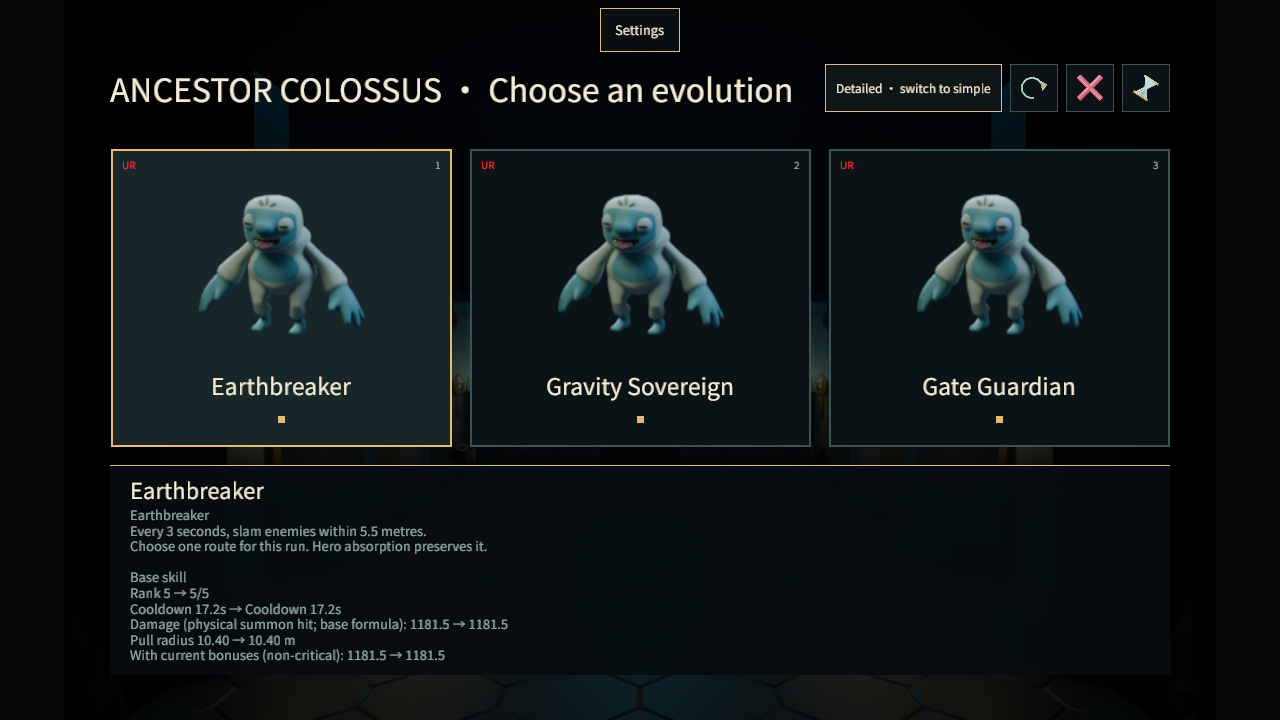 Settings
ANCESTOR COLOSSUS • Choose an evolution
Detailed • switch to simple
UR 1
UR 2
UR 3
Earthbreaker
Gravity Sovereign
Gate Guardian
Earthbreaker
Earthbreaker
Every 3 seconds, slam enemies within 5.5 metres.
Choose one route for this run. Hero absorption preserves it.
Base skill
Rank 5 → 5/5
Cooldown 17.2s → Cooldown 17.2s
Damage (physical summon hit; base formula): 1181.5 → 1181.5
Pull radius 10.40 → 10.40 m
With current bonuses (non-critical): 1181.5 → 1181.5